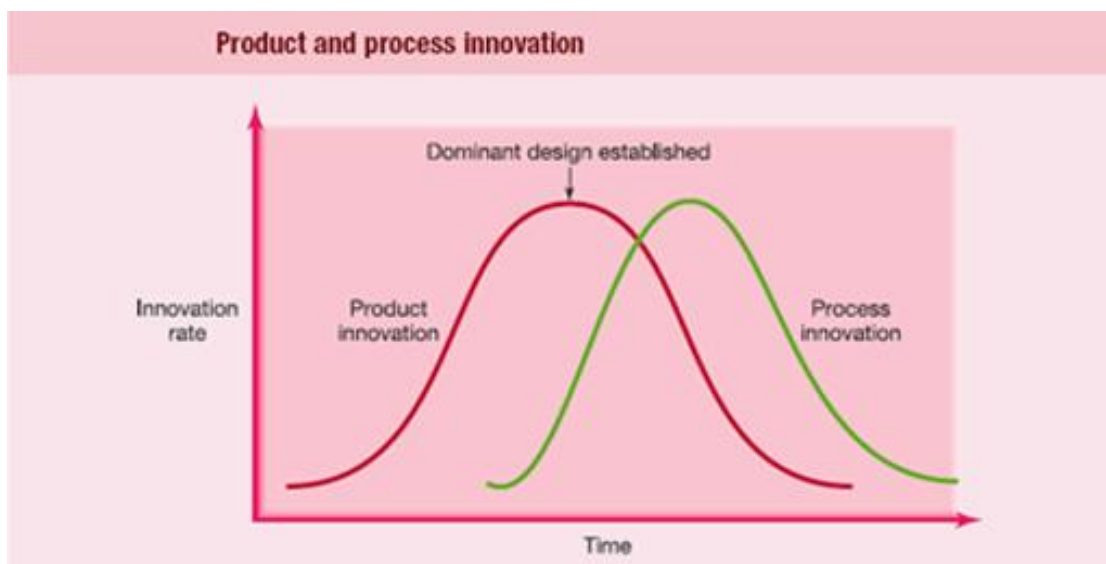 Product and process innovation
Dominant design established
Innovation
rate
Product
innovation
Process
innovation
Time